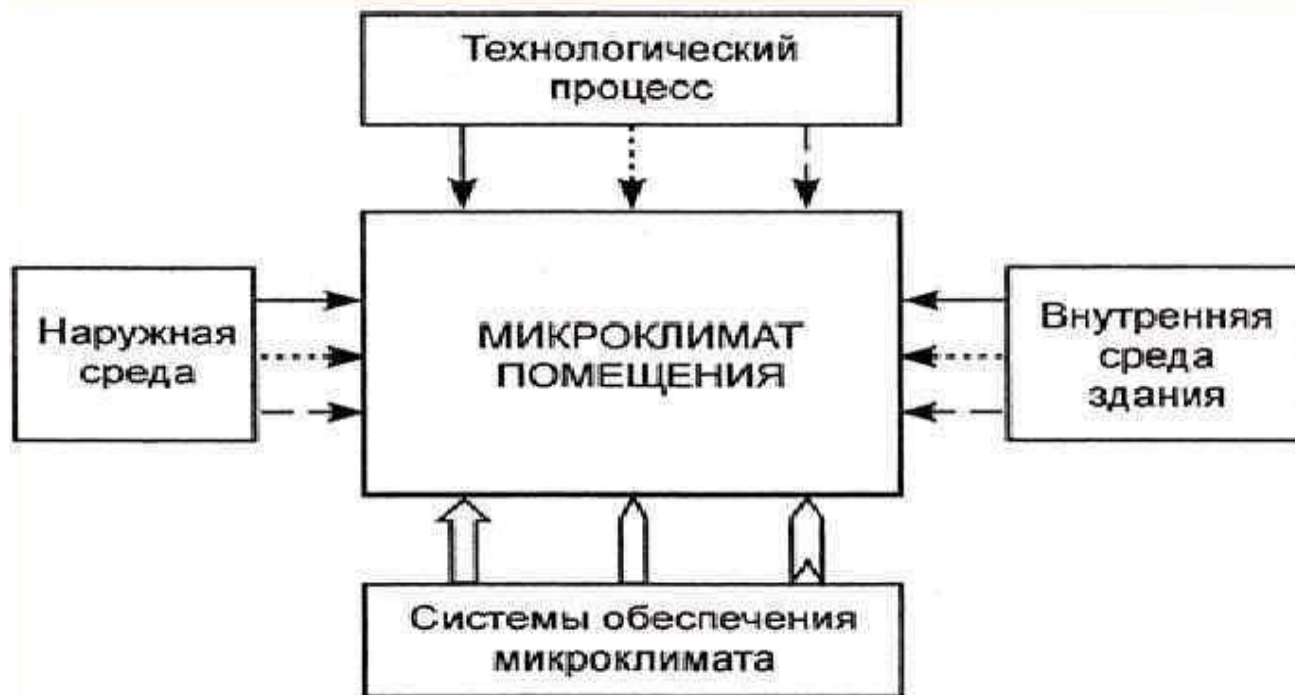 Технологический
процесс
Наружная
среда
МИКРОКЛИМАТ
ПОМЕЩЕНИЯ
Внутренняя
среда
здания
Системы обеспечения
микроклимата